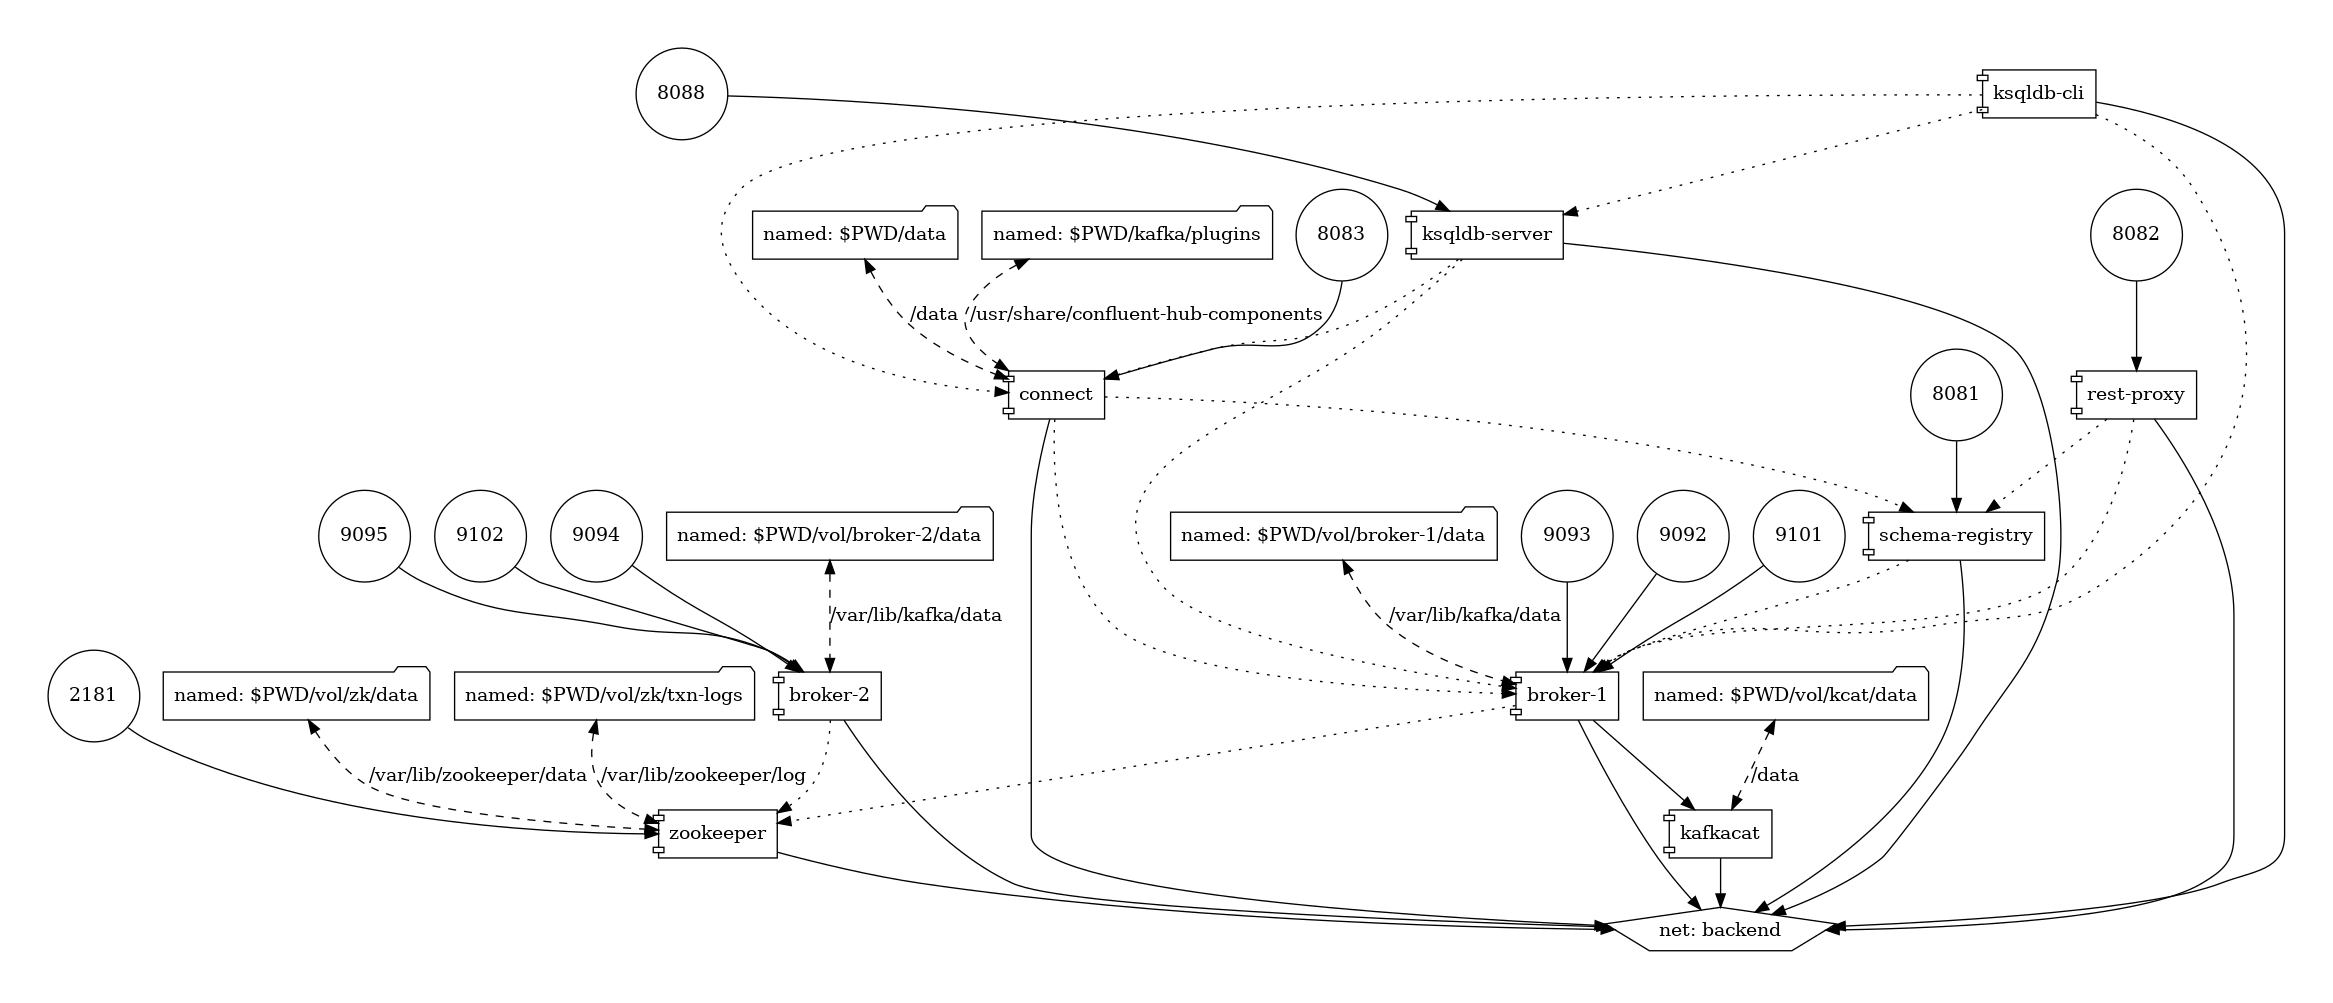 8088
ksqldb-cli
named: $PWD/data
named: $PWD/kafka/plugins
8083
ksqldb-server
8082
/data
/usr/share/confluent-hub-components
connect
8081
rest-proxy
9095
9102
9094
named: $PWD/vol/broker-2/data
named: $PWD/vol/broker-1/data
9093
9092
9101
schema-registry
/var/lib/kafka/data
/var/lib/kafka/data
2181
named: $PWD/vol/zk/data
named: $PWD/vol/zk/txn-logs
broker-2
broker-1
named: $PWD/vol/kcat/data
/var/lib/zookeeper/data
/var/lib/zookeeper/log
/data
zookeeper
kafkacat
net: backend